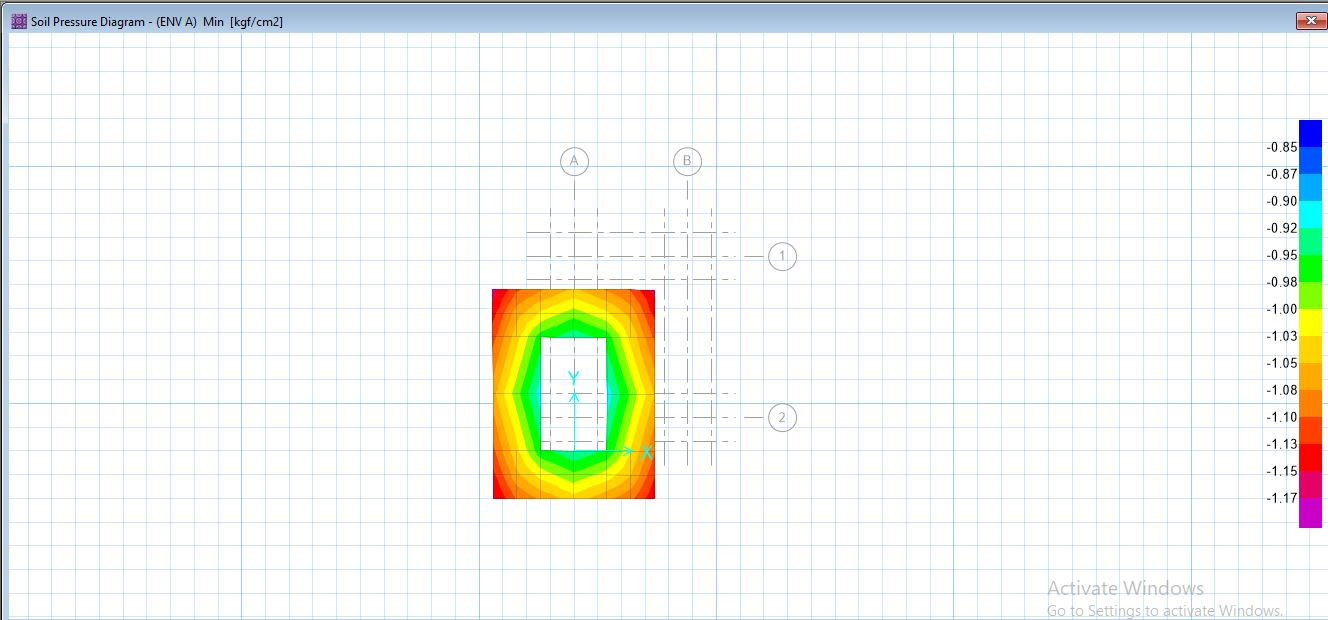 Soil Pressure Diagram - (ENV A)  Min  [kgf/cm2]
A
B
1
2
Y
X
-0.85
-0.87
-0.90
-0.92
-0.95
-0.98
-1.00
-1.03
-1.05
-1.08
-1.10
-1.13
-1.15
-1.17
Activate Windows
Go to Settings to activate Windows.